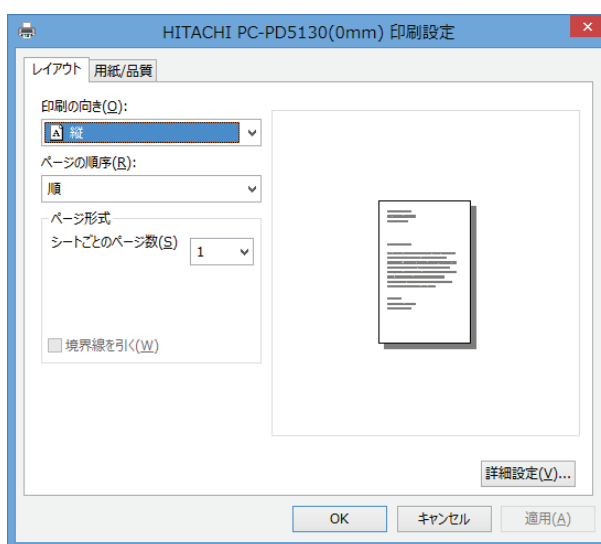 HITACHI PC-PD5130(0mm) 印刷設定
レイアウト 用紙/品質
印刷の向き(O):
A 縦
ページの順序(R):
順
ページ形式
シートごとのページ数(S) 1
境界線を引く(W)
詳細設定(V)...
OK キャンセル 適用(A)